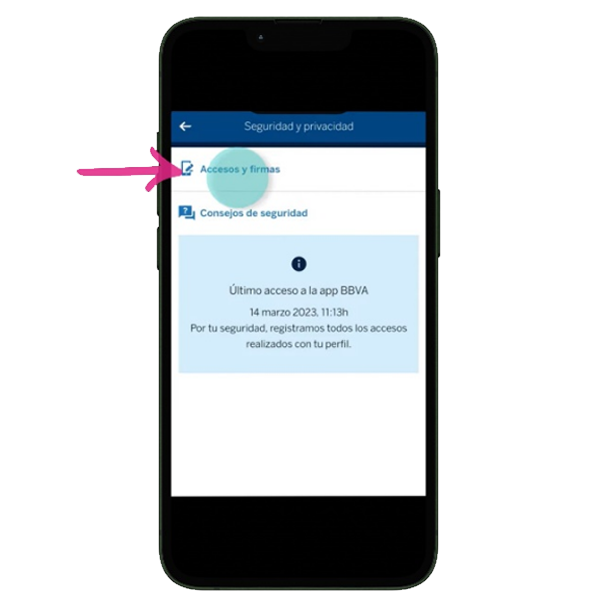 Seguridad y privacidad
Accesos y firmas
Consejos de seguridad
Último acceso a la app BBVA
14 marzo 2023, 11:13h
Por tu seguridad, registramos todos los accesos
realizados con tu perfil.